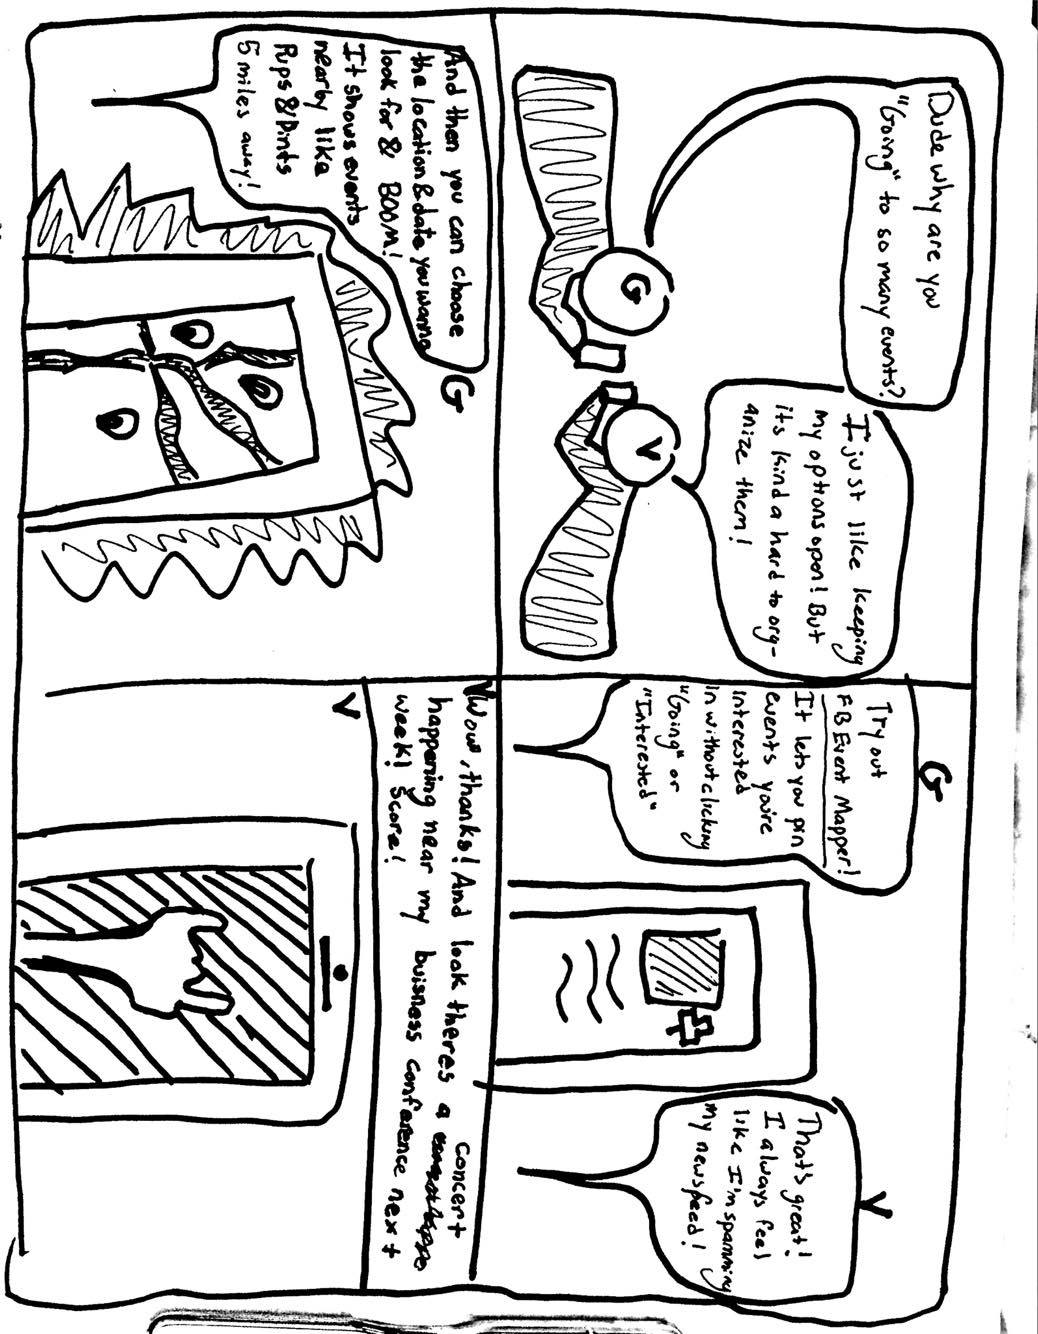 Dude why are you
"Going" to so many events?
G
I just like keeping
my options open! But
its kinda hard to org-
anize them!
V
G
Try out
FB Event Mapper!
It lets you pin
events you're
interested
in without clicking
"Going" or
"Interested"
V
That's great!
I always feel
like I'm spamming
my newsfeed!
G
And then you can choose
the location & date you wanna
look for & BOOM!
It shows events
nearby like
Pups & Pints
5 miles away!
V
Wow, thanks! And look theres a concert
happening near my buisness conference next
week! Score!
V